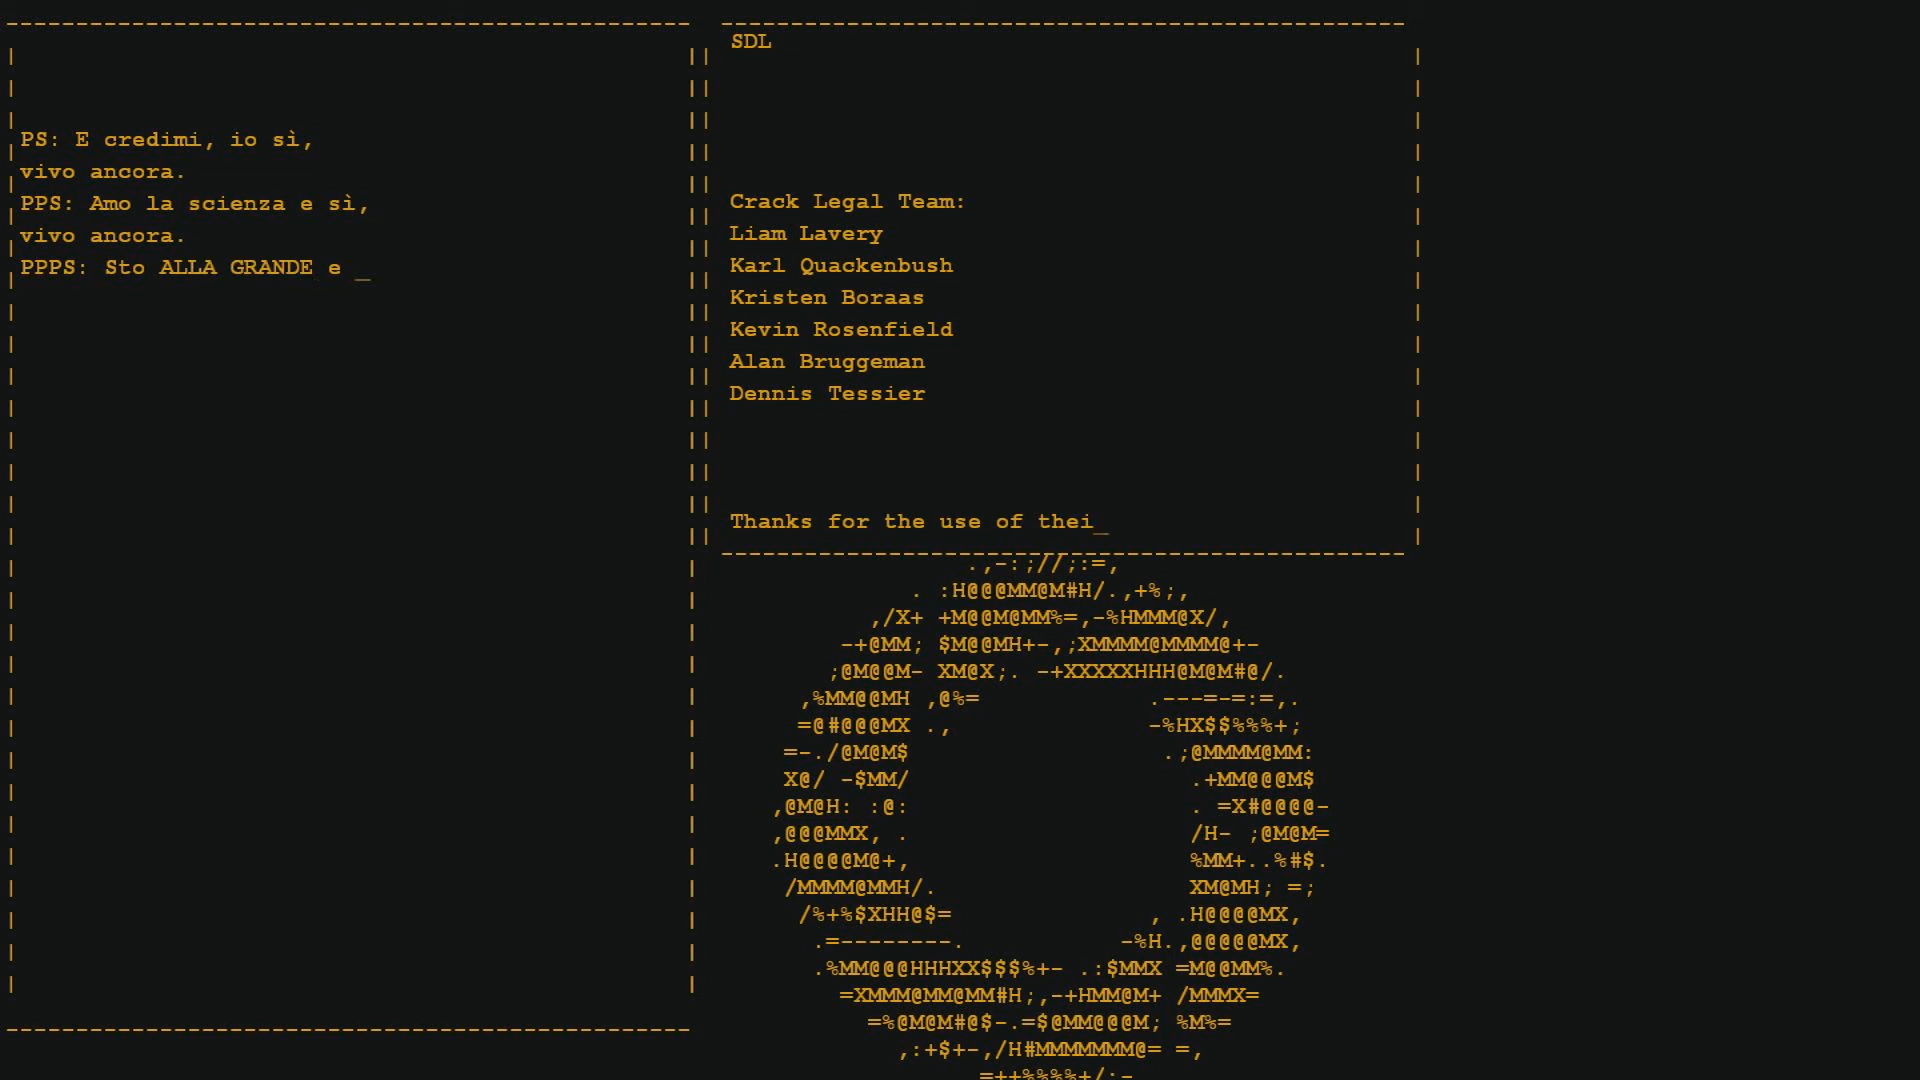 PS: E credimi, io sì,
vivo ancora.
PPS: Amo la scienza e sì,
vivo ancora.
PPPS: Sto ALLA GRANDE e _
SDL
Crack Legal Team:
Liam Lavery
Karl Quackenbush
Kristen Boraas
Kevin Rosenfield
Alan Bruggeman
Dennis Tessier
Thanks for the use of thei_